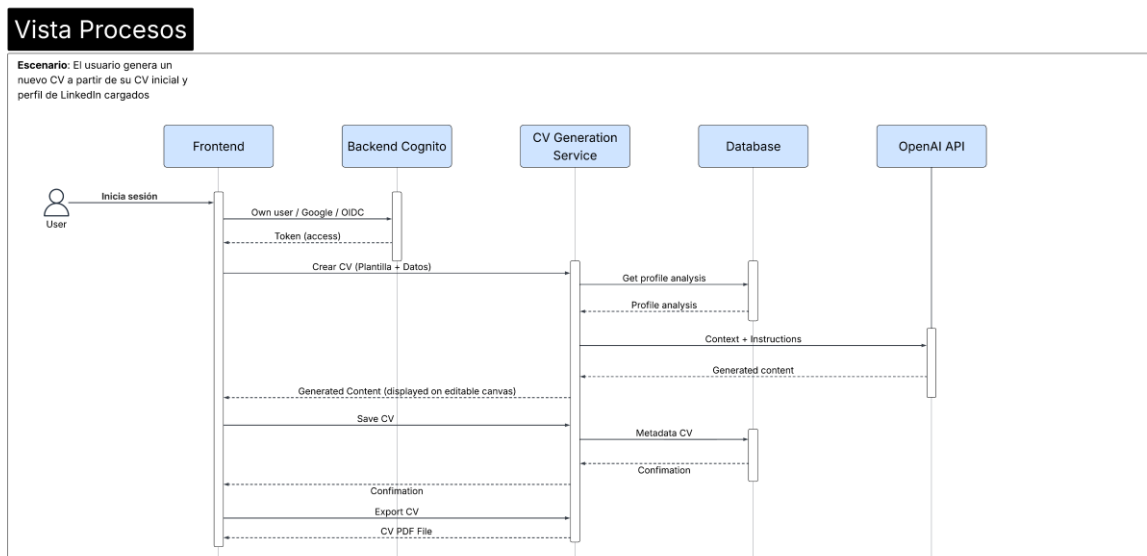 Vista Procesos
Escenario: El usuario genera un
nuevo CV a partir de su CV inicial y
perfil de LinkedIn cargados
Frontend
Backend Cognito
CV Generation
Service
Database
OpenAI API
Inicia sesión
User
Own user / Google / OIDC
Token (access)
Crear CV (Plantilla + Datos)
Get profile analysis
Profile analysis
Context + Instructions
Generated content
Generated Content (displayed on editable canvas)
Save CV
Metadata CV
Confimation
Confimation
Export CV
CV PDF File